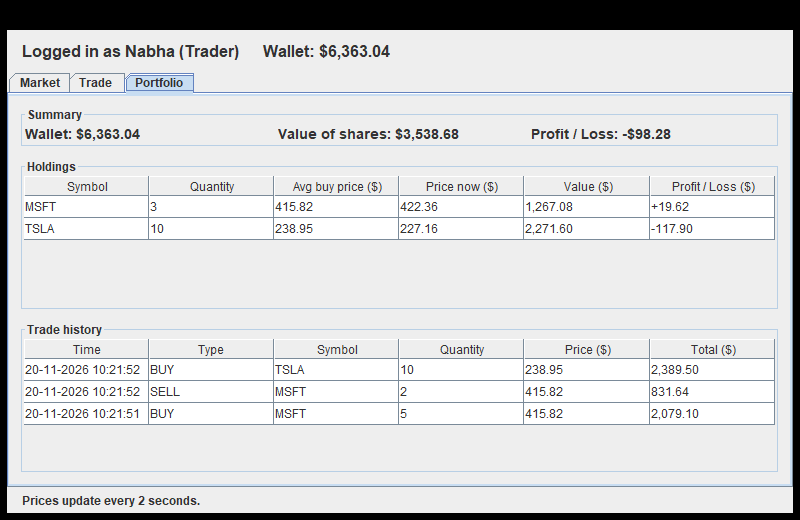 Logged in as Nabha (Trader) Wallet: $6,363.04
Market Trade Portfolio
Summary
Wallet: $6,363.04 Value of shares: $3,538.68 Profit / Loss: -$98.28
Holdings
Symbol Quantity Avg buy price ($) Price now ($) Value ($) Profit / Loss ($)
MSFT 3 415.82 422.36 1,267.08 +19.62
TSLA 10 238.95 227.16 2,271.60 -117.90
Trade history
Time Type Symbol Quantity Price ($) Total ($)
20-11-2026 10:21:52 BUY TSLA 10 238.95 2,389.50
20-11-2026 10:21:52 SELL MSFT 2 415.82 831.64
20-11-2026 10:21:51 BUY MSFT 5 415.82 2,079.10
Prices update every 2 seconds.